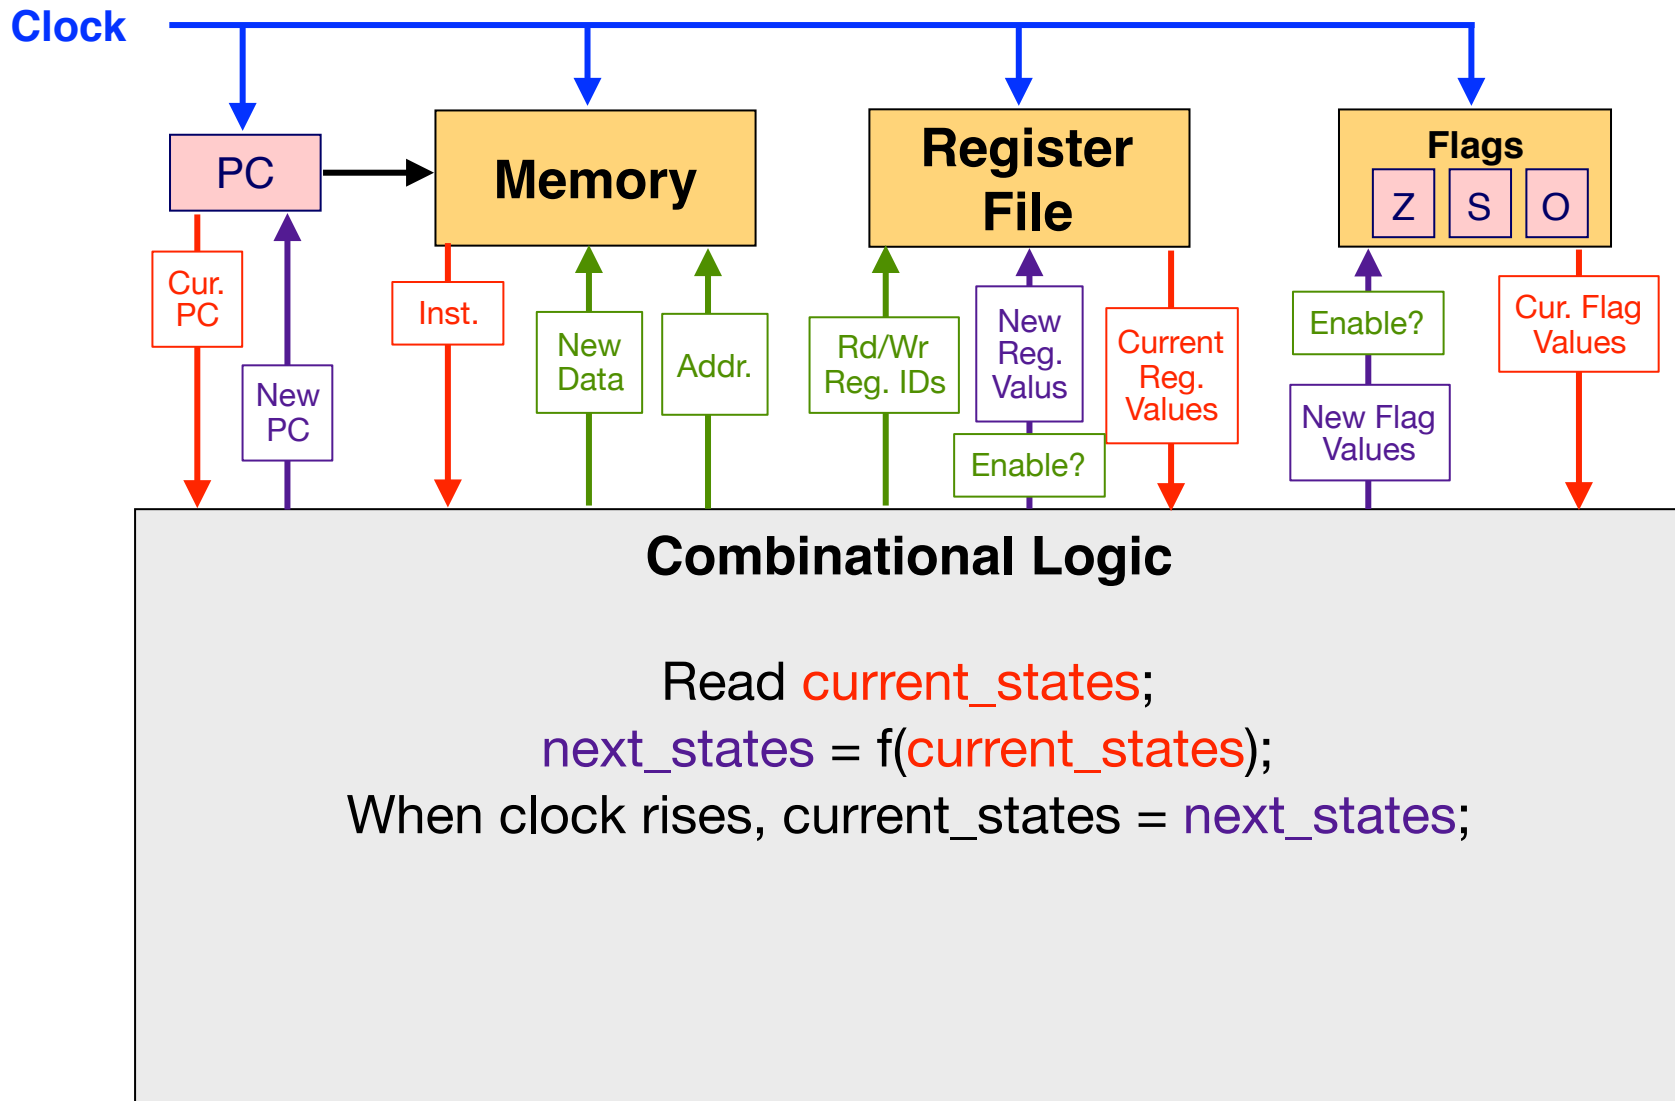 Clock
PC
Memory
Register
File
Flags
Z S O
Cur.
PC
New
PC
Inst.
New
Data
Addr.
Rd/Wr
Reg. IDs
New
Reg.
Valus
Enable?
Current
Reg.
Values
Enable?
New Flag
Values
Cur. Flag
Values
Combinational Logic
Read current_states;
next_states = f(current_states);
When clock rises, current_states = next_states;